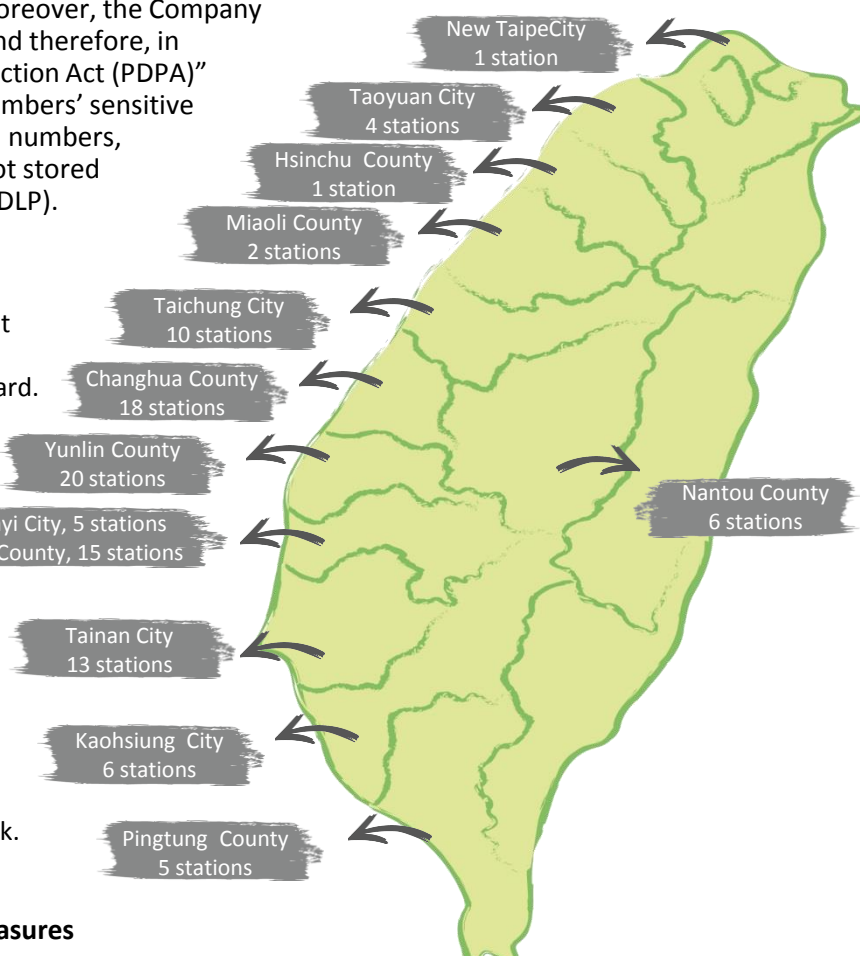 oreover, the Company
nd therefore, in
ction Act (PDPA)”
mbers’ sensitive
numbers,
ot stored
DLP).
t
ard.
k.
asures
New TaipeCity
1 station
Taoyuan City
4 stations
Hsinchu County
1 station
Miaoli County
2 stations
Taichung City
10 stations
Changhua County
18 stations
Yunlin County
20 stations
yi City, 5 stations
County, 15 stations
Nantou County
6 stations
Tainan City
13 stations
Kaohsiung City
6 stations
Pingtung County
5 stations